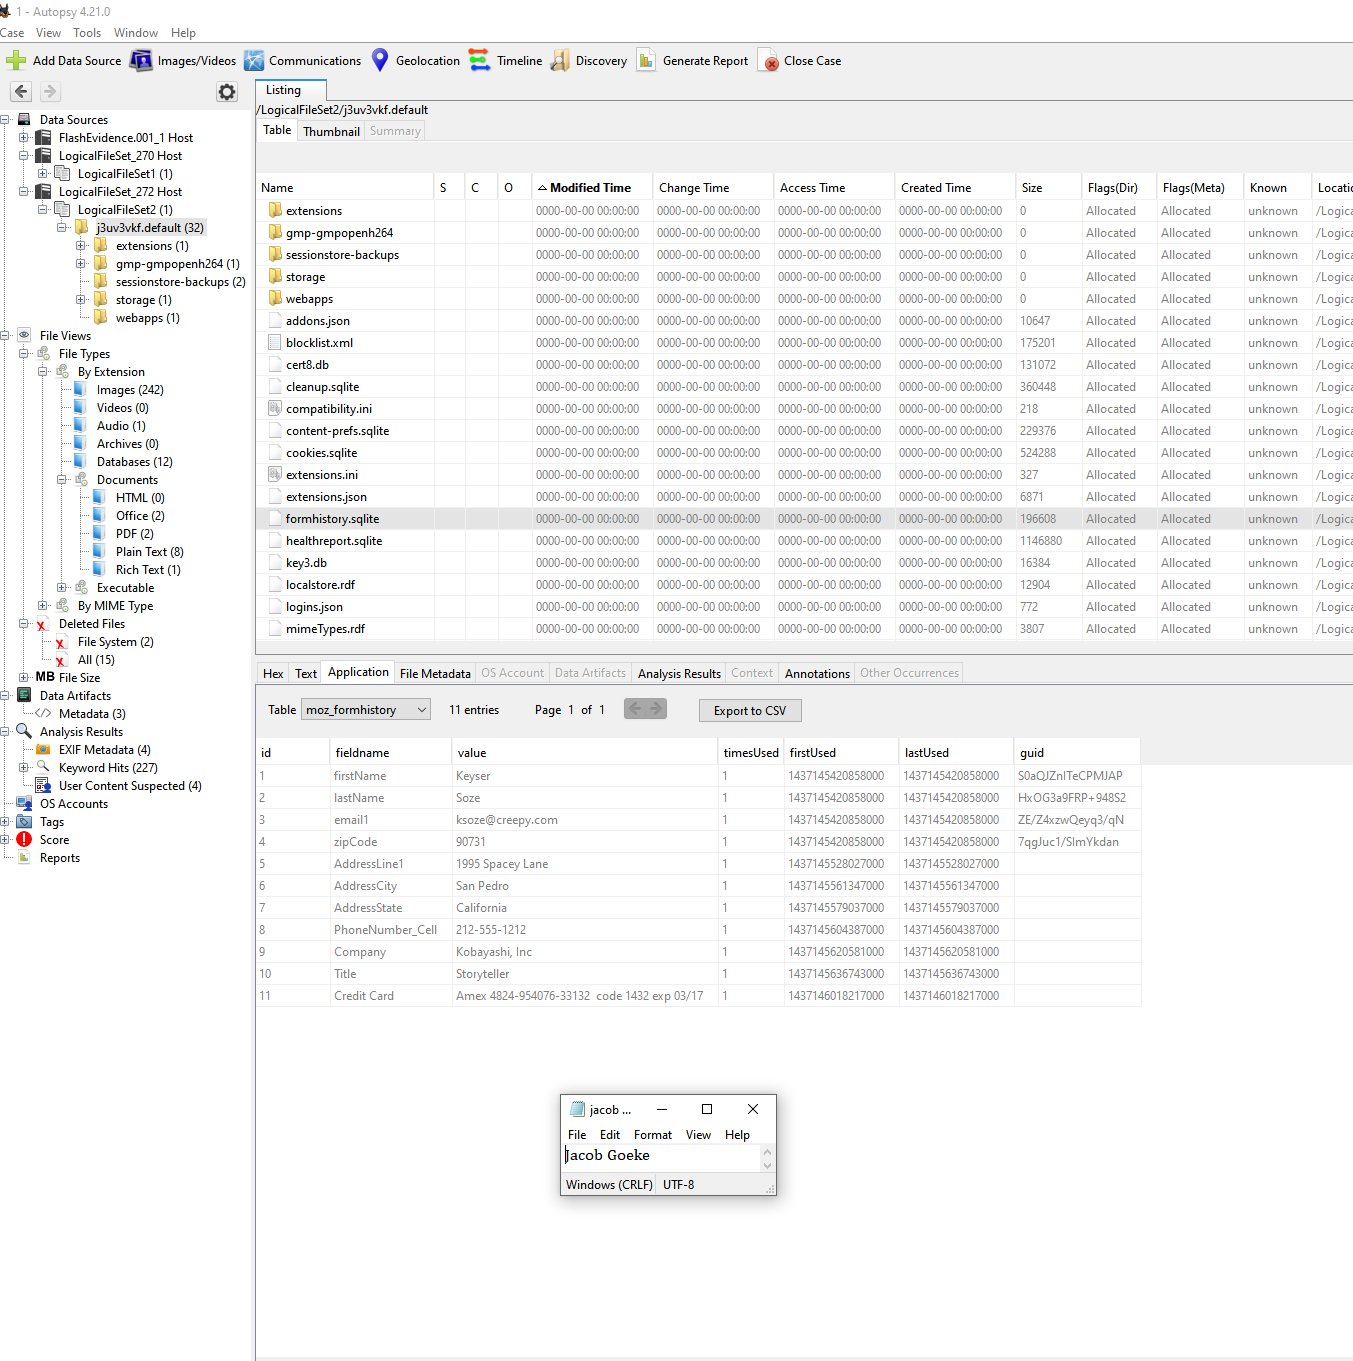 1 - Autopsy 4.21.0
Case View Tools Window Help
Add Data Source Images/Videos Communications Geolocation Timeline Discovery Generate Report Close Case
Data Sources
FlashEvidence.001_1 Host
LogicalFileSet_270 Host
LogicalFileSet1 (1)
LogicalFileSet_272 Host
LogicalFileSet2 (1)
j3uv3vkf.default (32)
extensions (1)
gmp-gmpopenh264 (1)
sessionstore-backups (2)
storage (1)
webapps (1)
File Views
File Types
By Extension
Images (242)
Videos (0)
Audio (1)
Archives (0)
Databases (12)
Documents
HTML (0)
Office (2)
PDF (2)
Plain Text (8)
Rich Text (1)
Executable
By MIME Type
Deleted Files
File System (2)
All (15)
MB File Size
Data Artifacts
Metadata (3)
Analysis Results
EXIF Metadata (4)
Keyword Hits (227)
User Content Suspected (4)
OS Accounts
Tags
Score
Reports
Listing
/LogicalFileSet2/j3uv3vkf.default
Table Thumbnail Summary
Name S C O Modified Time Change Time Access Time Created Time Size Flags(Dir) Flags(Meta) Known Locatio
extensions 0000-00-00 00:00:00 0000-00-00 00:00:00 0000-00-00 00:00:00 0000-00-00 00:00:00 0 Allocated Allocated unknown /Logica
gmp-gmpopenh264 0000-00-00 00:00:00 0000-00-00 00:00:00 0000-00-00 00:00:00 0000-00-00 00:00:00 0 Allocated Allocated unknown /Logica
sessionstore-backups 0000-00-00 00:00:00 0000-00-00 00:00:00 0000-00-00 00:00:00 0000-00-00 00:00:00 0 Allocated Allocated unknown /Logica
storage 0000-00-00 00:00:00 0000-00-00 00:00:00 0000-00-00 00:00:00 0000-00-00 00:00:00 0 Allocated Allocated unknown /Logica
webapps 0000-00-00 00:00:00 0000-00-00 00:00:00 0000-00-00 00:00:00 0000-00-00 00:00:00 0 Allocated Allocated unknown /Logica
addons.json 0000-00-00 00:00:00 0000-00-00 00:00:00 0000-00-00 00:00:00 0000-00-00 00:00:00 10647 Allocated Allocated unknown /Logica
blocklist.xml 0000-00-00 00:00:00 0000-00-00 00:00:00 0000-00-00 00:00:00 0000-00-00 00:00:00 175201 Allocated Allocated unknown /Logica
cert8.db 0000-00-00 00:00:00 0000-00-00 00:00:00 0000-00-00 00:00:00 0000-00-00 00:00:00 131072 Allocated Allocated unknown /Logica
cleanup.sqlite 0000-00-00 00:00:00 0000-00-00 00:00:00 0000-00-00 00:00:00 0000-00-00 00:00:00 360448 Allocated Allocated unknown /Logica
compatibility.ini 0000-00-00 00:00:00 0000-00-00 00:00:00 0000-00-00 00:00:00 0000-00-00 00:00:00 218 Allocated Allocated unknown /Logica
content-prefs.sqlite 0000-00-00 00:00:00 0000-00-00 00:00:00 0000-00-00 00:00:00 0000-00-00 00:00:00 229376 Allocated Allocated unknown /Logica
cookies.sqlite 0000-00-00 00:00:00 0000-00-00 00:00:00 0000-00-00 00:00:00 0000-00-00 00:00:00 524288 Allocated Allocated unknown /Logica
extensions.ini 0000-00-00 00:00:00 0000-00-00 00:00:00 0000-00-00 00:00:00 0000-00-00 00:00:00 327 Allocated Allocated unknown /Logica
extensions.json 0000-00-00 00:00:00 0000-00-00 00:00:00 0000-00-00 00:00:00 0000-00-00 00:00:00 6871 Allocated Allocated unknown /Logica
formhistory.sqlite 0000-00-00 00:00:00 0000-00-00 00:00:00 0000-00-00 00:00:00 0000-00-00 00:00:00 196608 Allocated Allocated unknown /Logica
healthreport.sqlite 0000-00-00 00:00:00 0000-00-00 00:00:00 0000-00-00 00:00:00 0000-00-00 00:00:00 1146880 Allocated Allocated unknown /Logica
key3.db 0000-00-00 00:00:00 0000-00-00 00:00:00 0000-00-00 00:00:00 0000-00-00 00:00:00 16384 Allocated Allocated unknown /Logica
localstore.rdf 0000-00-00 00:00:00 0000-00-00 00:00:00 0000-00-00 00:00:00 0000-00-00 00:00:00 12904 Allocated Allocated unknown /Logica
logins.json 0000-00-00 00:00:00 0000-00-00 00:00:00 0000-00-00 00:00:00 0000-00-00 00:00:00 772 Allocated Allocated unknown /Logica
mimeTypes.rdf 0000-00-00 00:00:00 0000-00-00 00:00:00 0000-00-00 00:00:00 0000-00-00 00:00:00 3807 Allocated Allocated unknown /Logica
Hex Text Application File Metadata OS Account Data Artifacts Analysis Results Context Annotations Other Occurrences
Table moz_formhistory 11 entries Page 1 of 1 Export to CSV
id fieldname value timesUsed firstUsed lastUsed guid
1 firstName Keyser 1 1437145420858000 1437145420858000 S0aQJZnITeCPMJAP
2 lastName Soze 1 1437145420858000 1437145420858000 HxOG3a9FRP+948S2
3 email1 ksoze@creepy.com 1 1437145420858000 1437145420858000 ZE/Z4xzwQeyq3/qN
4 zipCode 90731 1 1437145420858000 1437145420858000 7qgJuc1/SImYkdan
5 AddressLine1 1995 Spacey Lane 1 1437145528027000 1437145528027000
6 AddressCity San Pedro 1 1437145561347000 1437145561347000
7 AddressState California 1 1437145579037000 1437145579037000
8 PhoneNumber_Cell 212-555-1212 1 1437145604387000 1437145604387000
9 Company Kobayashi, Inc 1 1437145620581000 1437145620581000
10 Title Storyteller 1 1437145636743000 1437145636743000
11 Credit Card Amex 4824-954076-33132 code 1432 exp 03/17 1 1437146018217000 1437146018217000
jacob ...
File Edit Format View Help
Jacob Goeke
Windows (CRLF) UTF-8